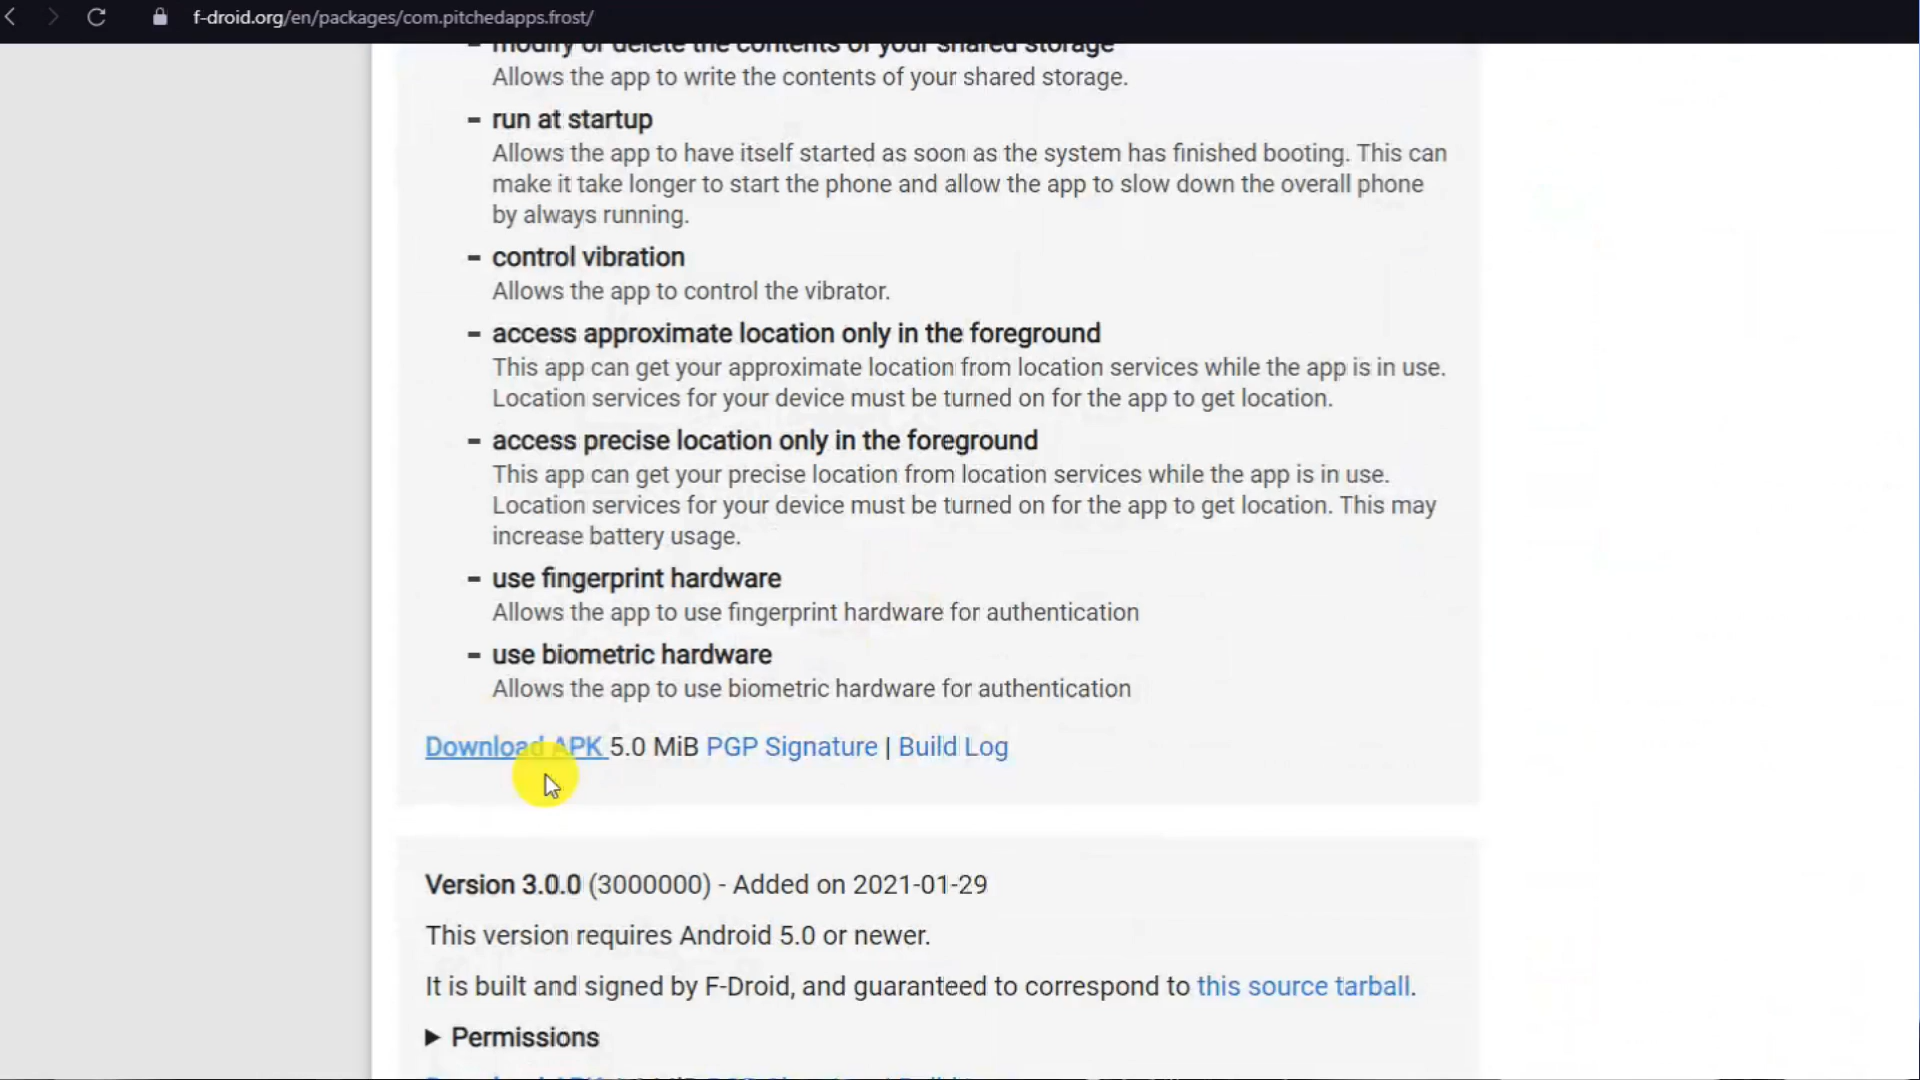 f-droid.org/en/packages/com.pitchedapps.frost/
- modify or delete the contents of your shared storage
Allows the app to write the contents of your shared storage.
- run at startup
Allows the app to have itself started as soon as the system has finished booting. This can
make it take longer to start the phone and allow the app to slow down the overall phone
by always running.
- control vibration
Allows the app to control the vibrator.
- access approximate location only in the foreground
This app can get your approximate location from location services while the app is in use.
Location services for your device must be turned on for the app to get location.
- access precise location only in the foreground
This app can get your precise location from location services while the app is in use.
Location services for your device must be turned on for the app to get location. This may
increase battery usage.
- use fingerprint hardware
Allows the app to use fingerprint hardware for authentication
- use biometric hardware
Allows the app to use biometric hardware for authentication
Download APK 5.0 MiB PGP Signature | Build Log
Version 3.0.0 (3000000) - Added on 2021-01-29
This version requires Android 5.0 or newer.
It is built and signed by F-Droid, and guaranteed to correspond to this source tarball.
▶ Permissions